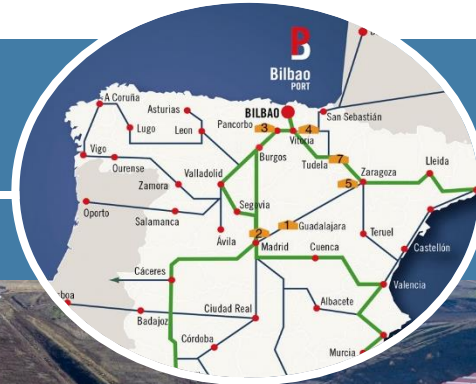 Bilbao
PORT
A Coruña
Asturias
BILBAO
San Sebastián
Pancorbo
3
4
Lugo
Leon
Vitoria
Burgos
7
Vigo
Tudela
Lleida
Ourense
Valladolid
Zaragoza
5
Zamora
Segovia
Oporto
Salamanca
1
Guadalajara
Teruel
Ávila
2
Madrid
Cuenca
Castellón
Cáceres
Valencia
Ciudad Real
Albacete
Badajoz
Córdoba
Murcia